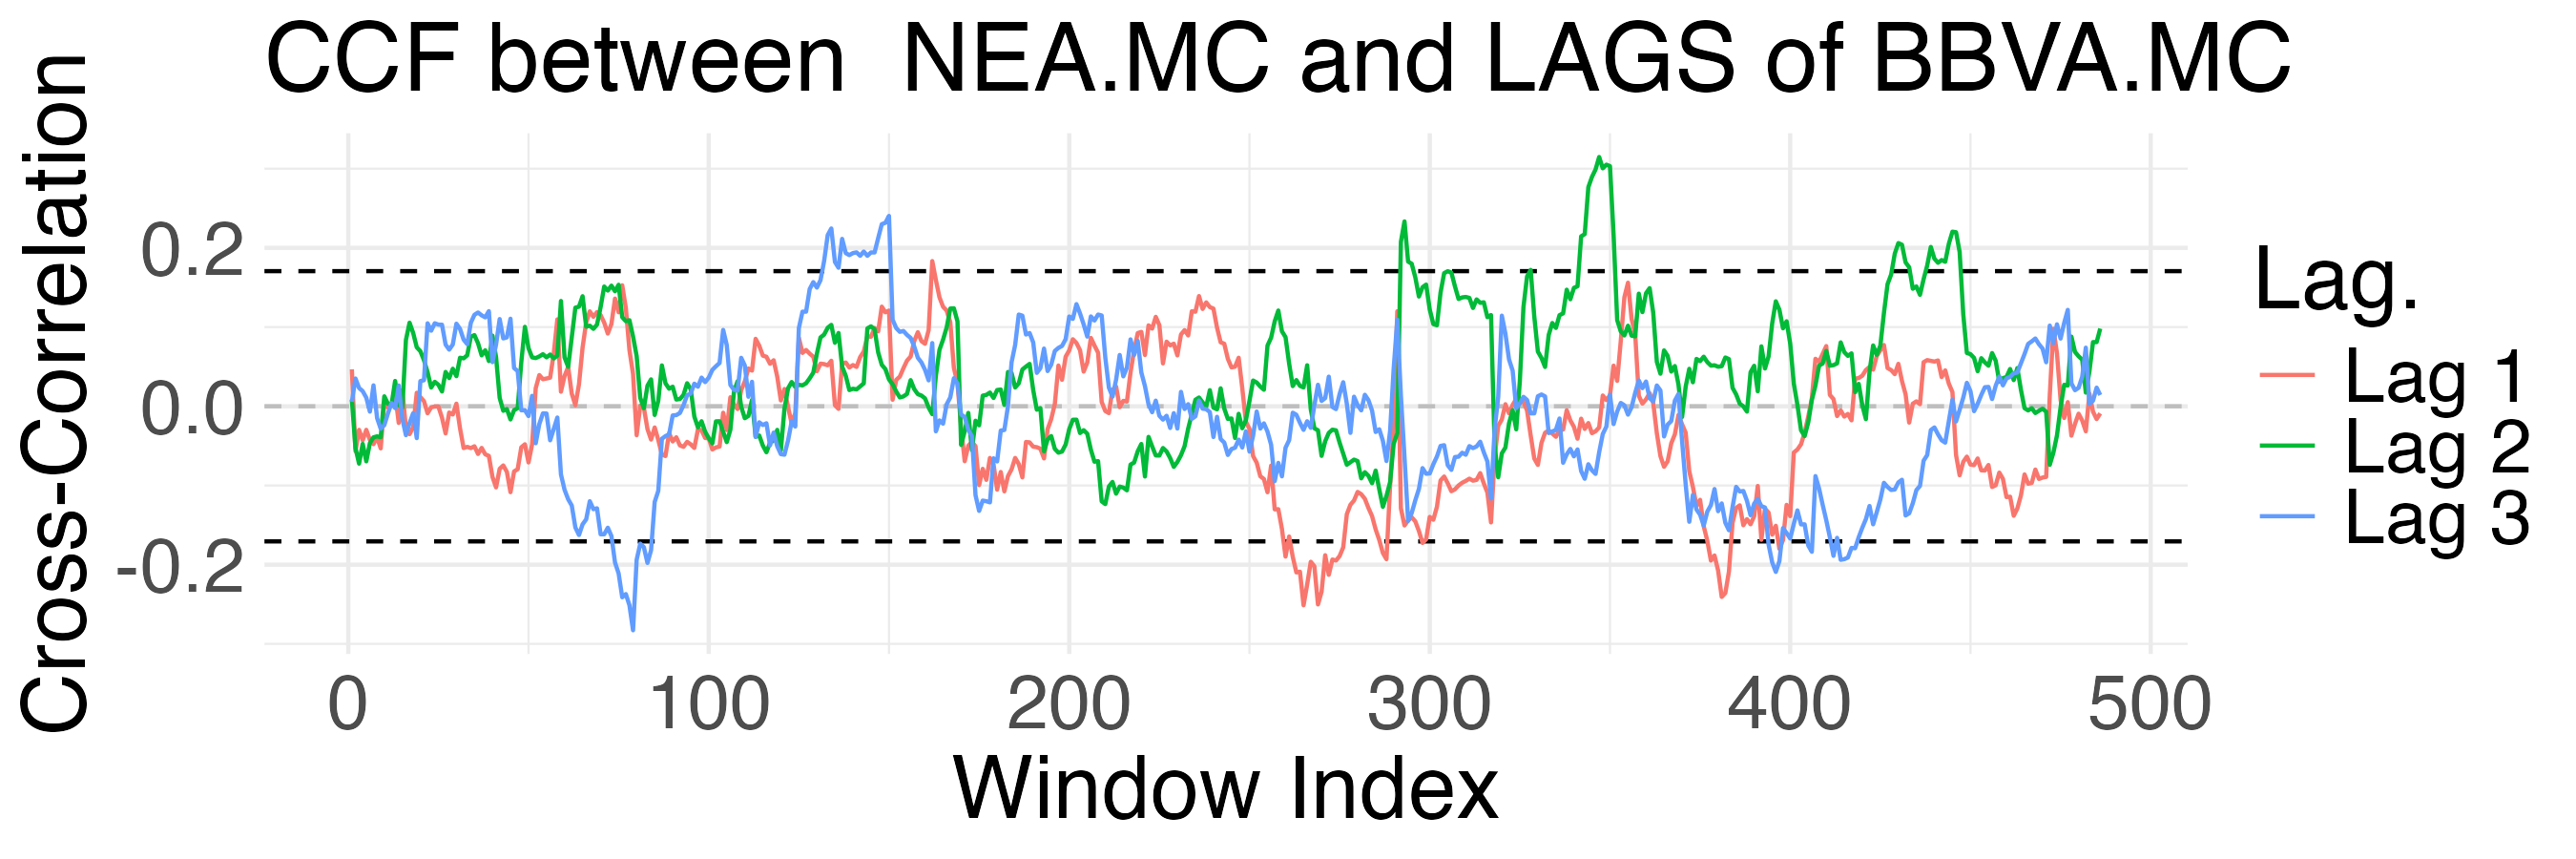 CCF between  NEA.MC and LAGS of BBVA.MC
Cross-Correlation
0.2
0.0
-0.2
0 100 200 300 400 500
Window Index
Lag.
Lag 1
Lag 2
Lag 3